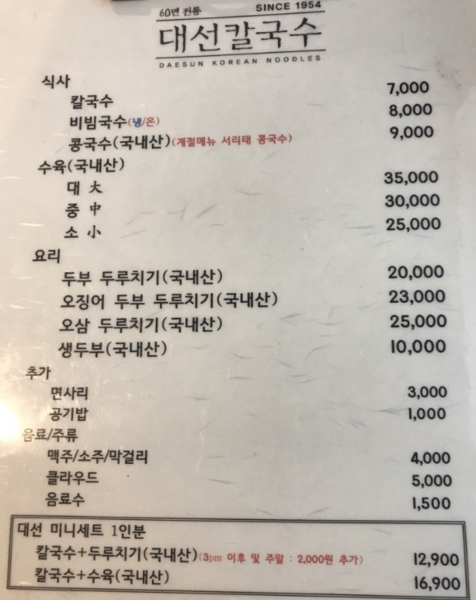 60년 전통 SINCE 1954
대선칼국수
DAESUN KOREAN NOODLES
식사
칼국수 7,000
비빔국수(냉/온) 8,000
콩국수(국내산)(계절메뉴 서리태 콩국수) 9,000
수육(국내산)
대 大 35,000
중 中 30,000
소 小 25,000
요리
두부 두루치기(국내산) 20,000
오징어 두부 두루치기(국내산) 23,000
오삼 두루치기(국내산) 25,000
생두부(국내산) 10,000
추가
면사리 3,000
공기밥 1,000
음료/주류
맥주/소주/막걸리 4,000
클라우드 5,000
음료수 1,500
대선 미니세트 1인분
칼국수+두루치기(국내산)(3pm 이후 및 주말 : 2,000원 추가) 12,900
칼국수+수육(국내산) 16,900